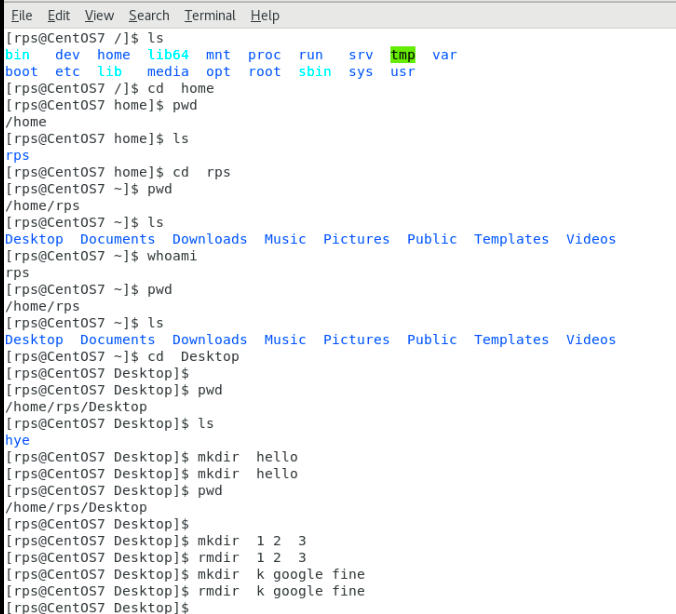 File Edit View Search Terminal Help
[rps@CentOS7 /]$ ls
bin dev home lib64 mnt proc run srv tmp var
boot etc lib media opt root sbin sys usr
[rps@CentOS7 /]$ cd  home
[rps@CentOS7 home]$ pwd
/home
[rps@CentOS7 home]$ ls
rps
[rps@CentOS7 home]$ cd  rps
[rps@CentOS7 ~]$ pwd
/home/rps
[rps@CentOS7 ~]$ ls
Desktop  Documents  Downloads  Music  Pictures  Public  Templates  Videos
[rps@CentOS7 ~]$ whoami
rps
[rps@CentOS7 ~]$ pwd
/home/rps
[rps@CentOS7 ~]$ ls
Desktop  Documents  Downloads  Music  Pictures  Public  Templates  Videos
[rps@CentOS7 ~]$ cd  Desktop
[rps@CentOS7 Desktop]$
[rps@CentOS7 Desktop]$ pwd
/home/rps/Desktop
[rps@CentOS7 Desktop]$ ls
hye
[rps@CentOS7 Desktop]$ mkdir  hello
[rps@CentOS7 Desktop]$ mkdir  hello
[rps@CentOS7 Desktop]$ pwd
/home/rps/Desktop
[rps@CentOS7 Desktop]$
[rps@CentOS7 Desktop]$ mkdir  1 2  3
[rps@CentOS7 Desktop]$ rmdir  1 2  3
[rps@CentOS7 Desktop]$ mkdir  k google fine
[rps@CentOS7 Desktop]$ rmdir  k google fine
[rps@CentOS7 Desktop]$